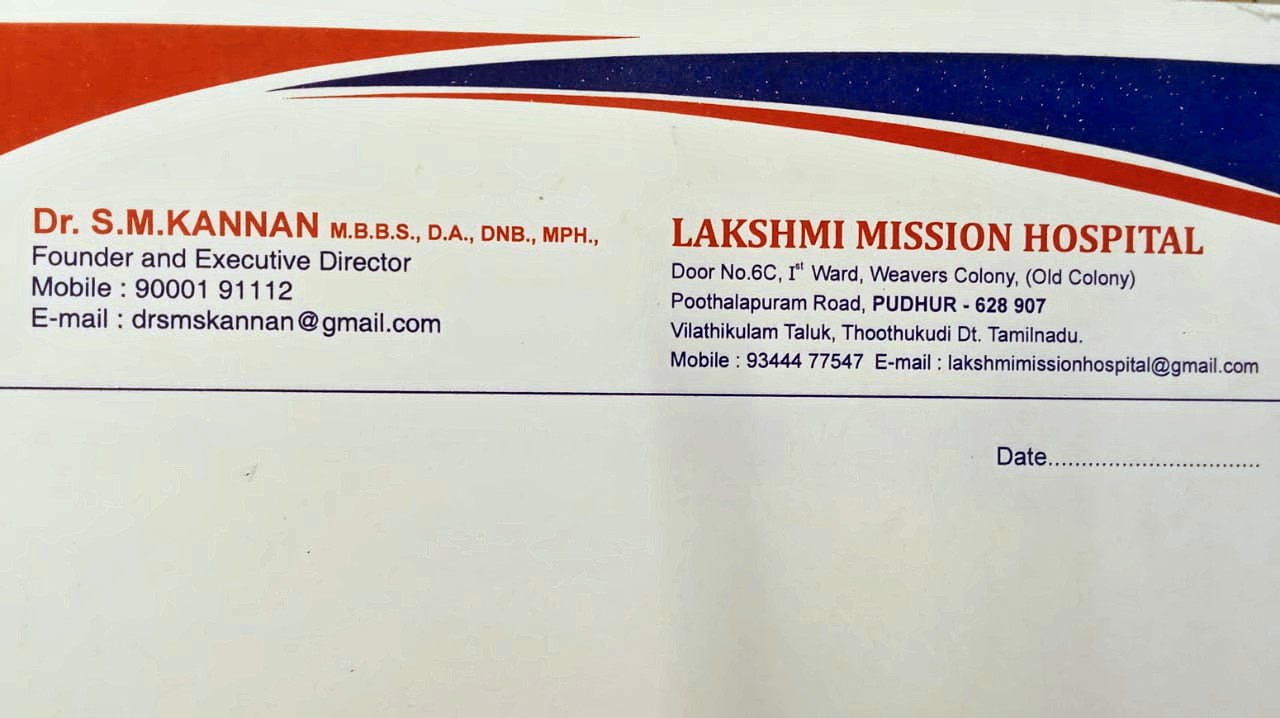 Dr. S.M.KANNAN M.B.B.S., D.A., DNB., MPH.,
Founder and Executive Director
Mobile : 90001 91112
E-mail : drsmskannan@gmail.com
LAKSHMI MISSION HOSPITAL
Door No.6C, Ist Ward, Weavers Colony, (Old Colony)
Poothalapuram Road, PUDHUR - 628 907
Vilathikulam Taluk, Thoothukudi Dt. Tamilnadu.
Mobile : 93444 77547 E-mail : lakshmimissionhospital@gmail.com
Date................................